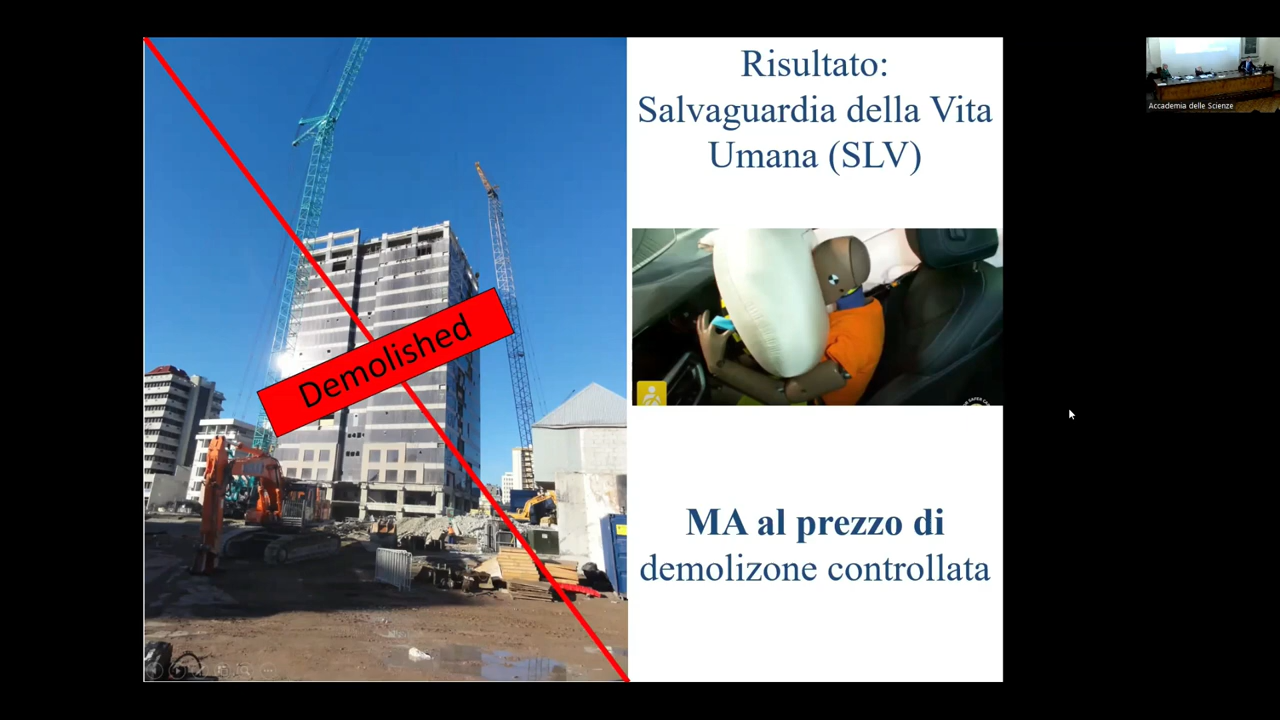 Risultato:
Salvaguardia della Vita
Umana (SLV)
Demolished
MA al prezzo di
demolizone controllata
Accademia delle Scienze